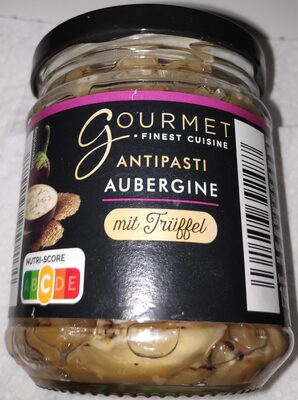 GOURMET
FINEST CUISINE
ANTIPASTI
AUBERGINE
mit Trüffel
NUTRI-SCORE
A B C D E